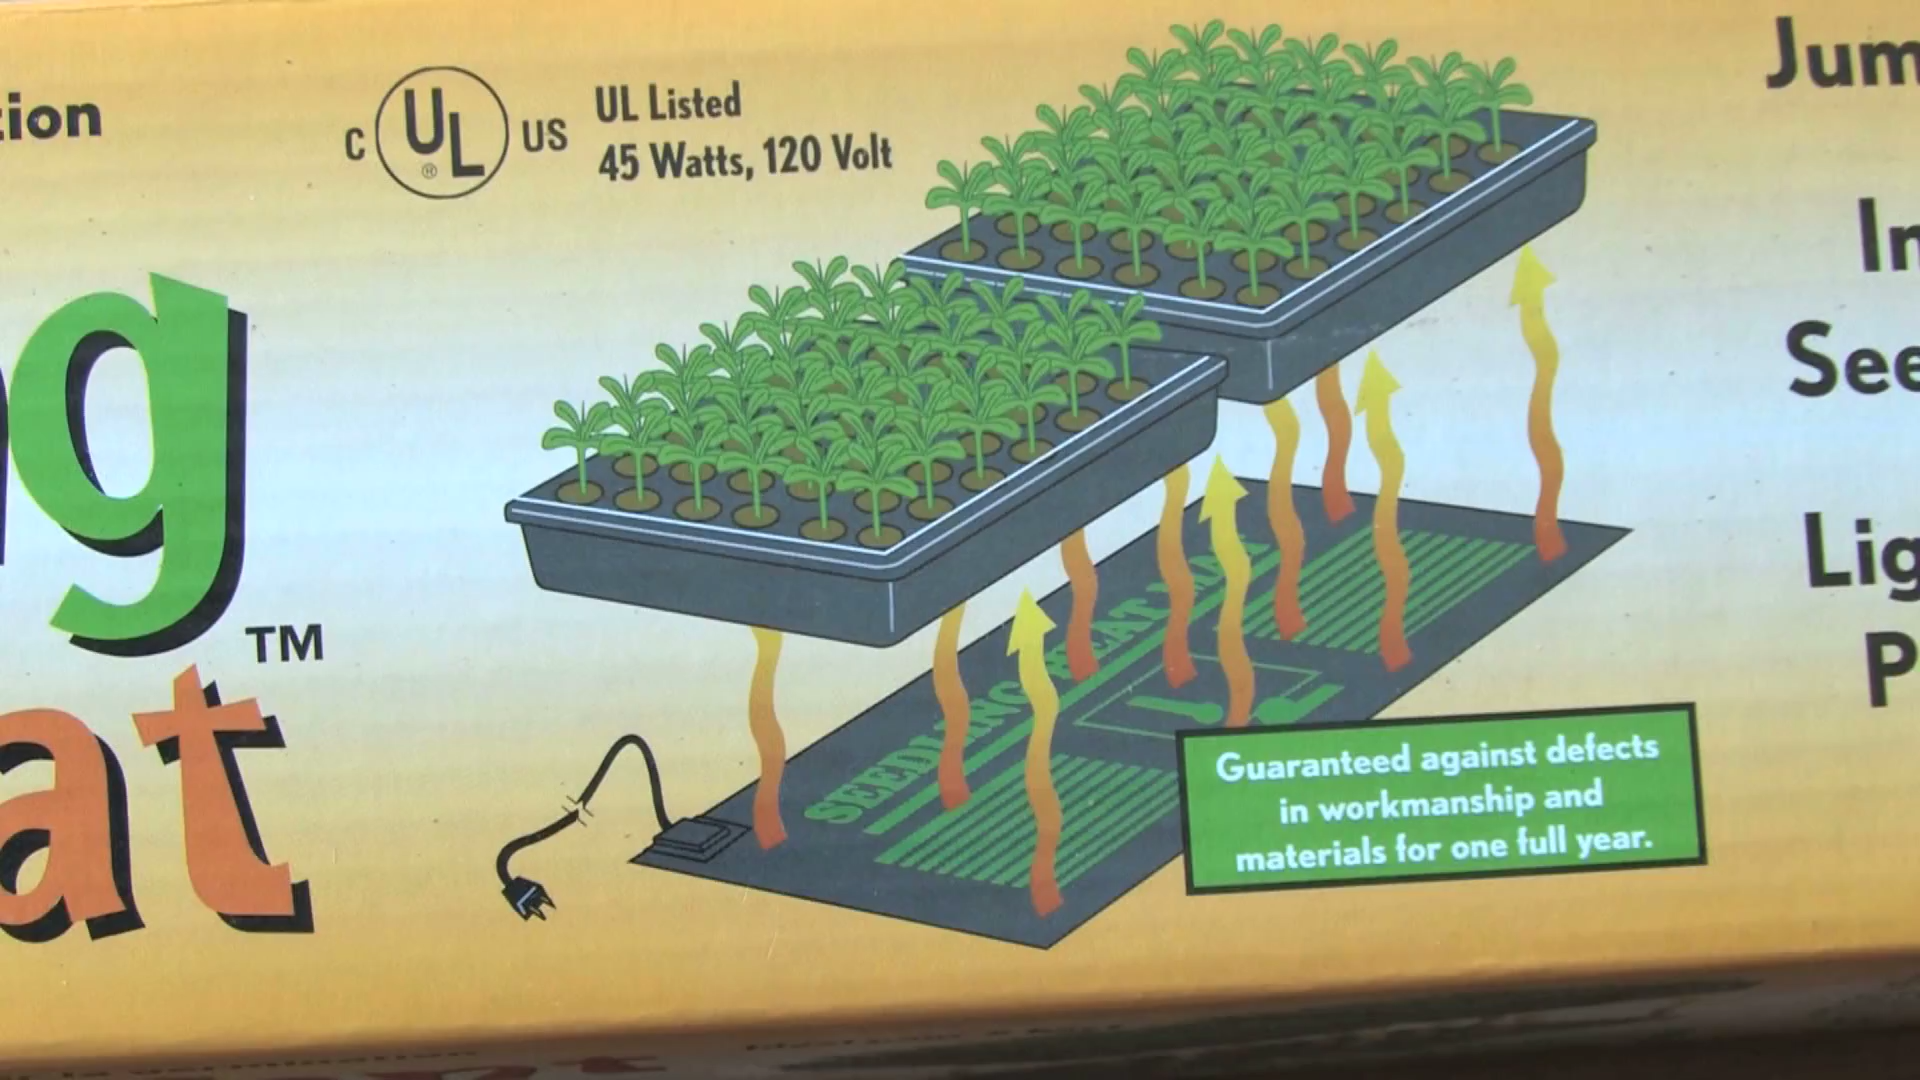 tion
C UL ® US
UL Listed
45 Watts, 120 Volt
g
TM
at
SEEDLING HEAT MAT
Guaranteed against defects
in workmanship and
materials for one full year.
Jum
In
See
Lig
P